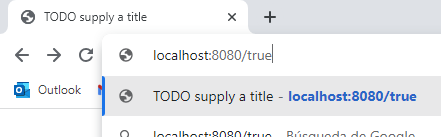 TODO supply a title
localhost:8080/true
Outlook
TODO supply a title - localhost:8080/true
localhost:8080/true - Búsqueda de Google